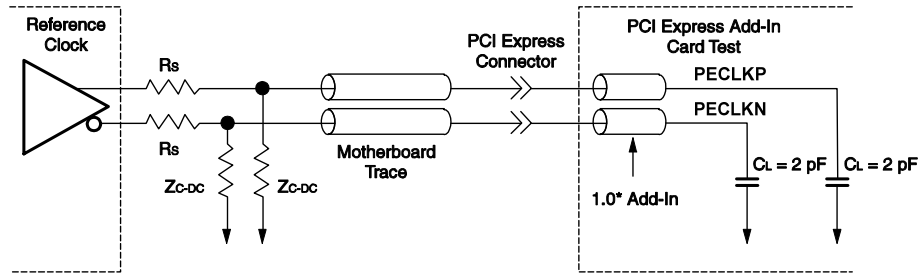 Reference
Clock
Rs
Rs
Zc-DC
Zc-DC
Motherboard
Trace
PCI Express
Connector
PCI Express Add-In
Card Test
PECLKP
PECLKN
1.0* Add-In
CL = 2 pF
CL = 2 pF